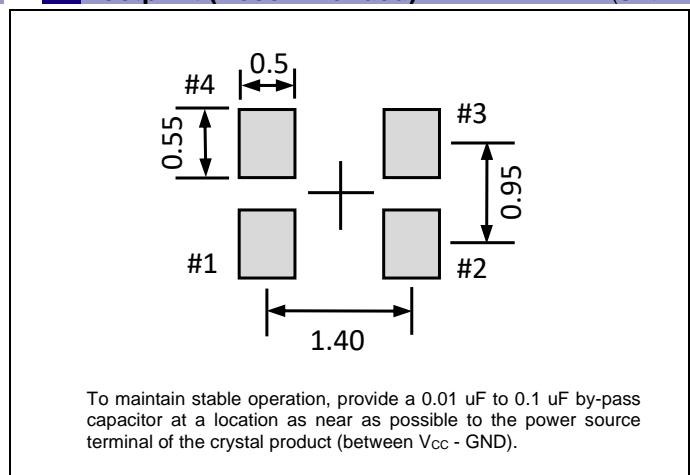 #4
0.5
#3
0.55
0.95
#1
#2
1.40
To maintain stable operation, provide a 0.01 uF to 0.1 uF by-pass
capacitor at a location as near as possible to the power source
terminal of the crystal product (between VCC - GND).